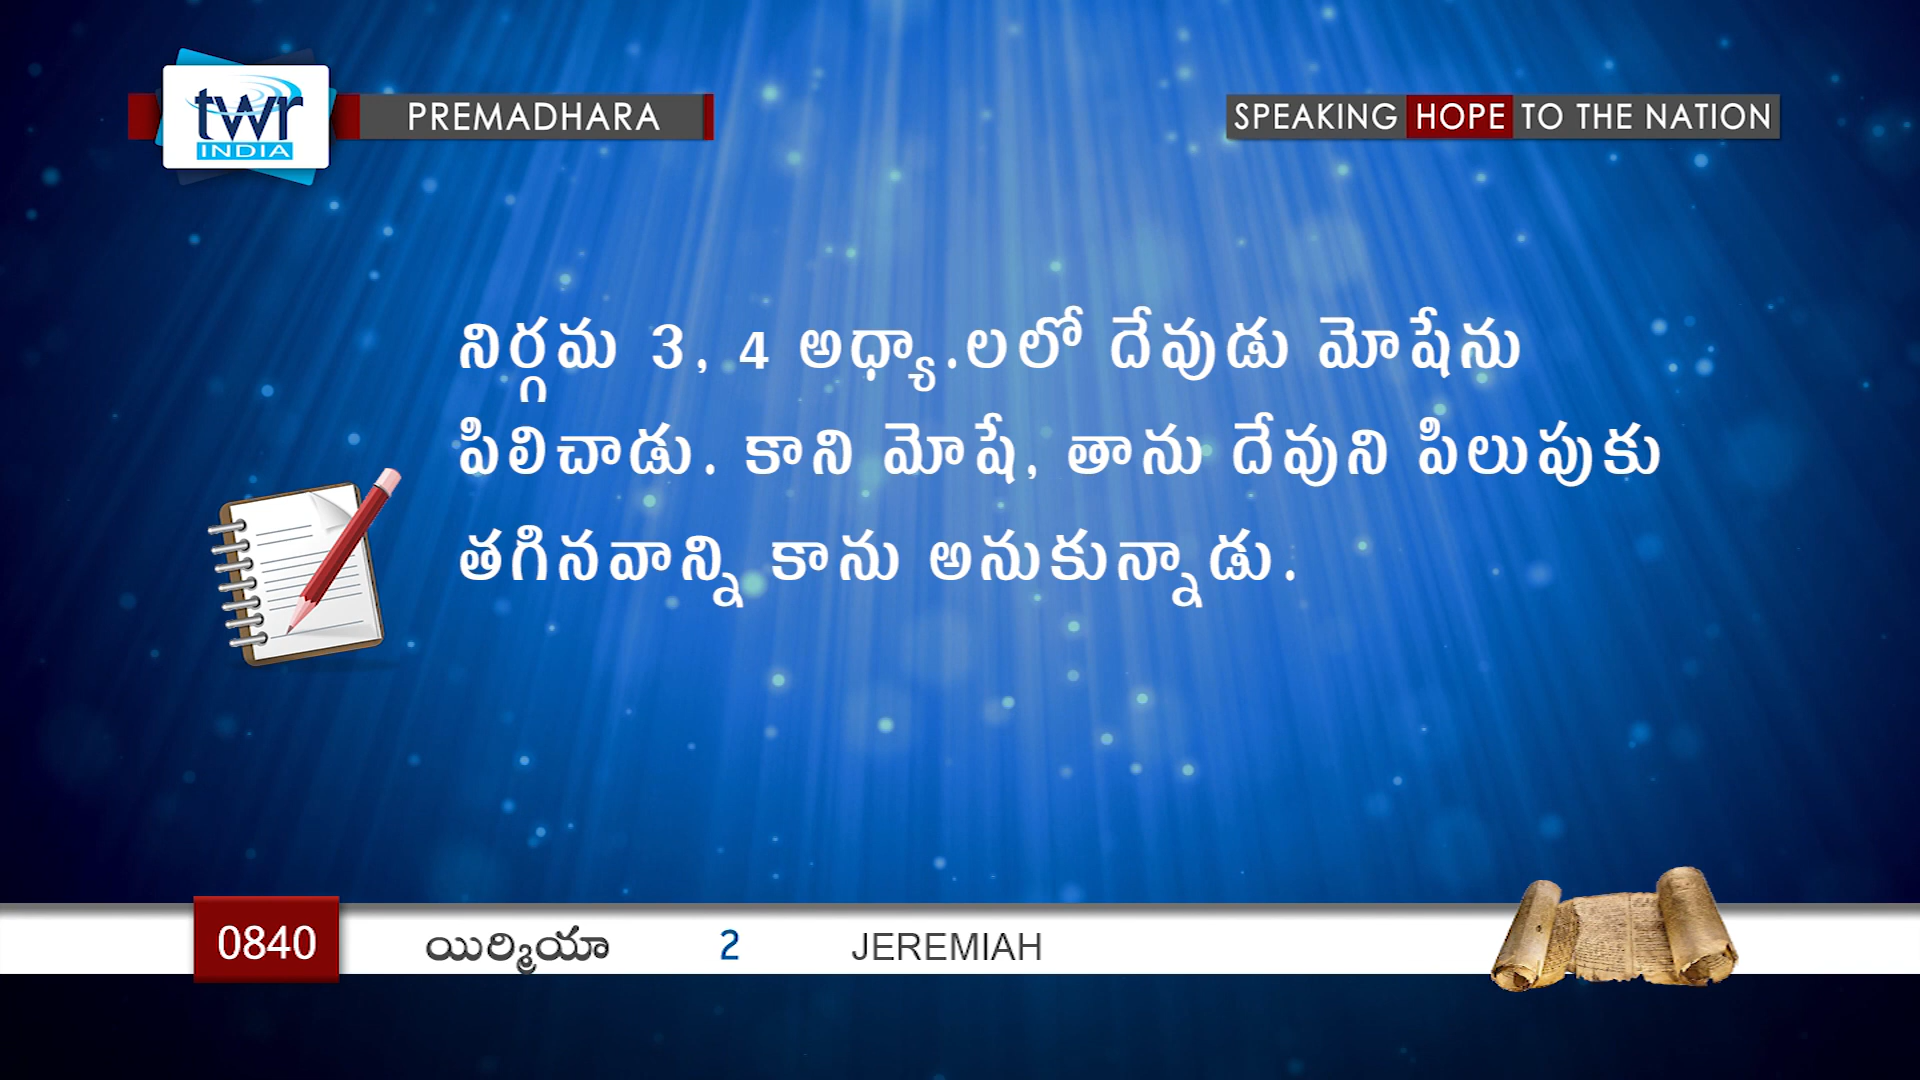 twr
INDIA
PREMADHARA
SPEAKING HOPE TO THE NATION
నిర్గమ 3, 4 అధ్యా.లలో దేవుడు మోషేను
పిలిచాడు. కాని మోషే, తాను దేవుని పిలుపుకు
తగినవాన్ని కాను అనుకున్నాడు.
0840 యిర్మియా 2 JEREMIAH